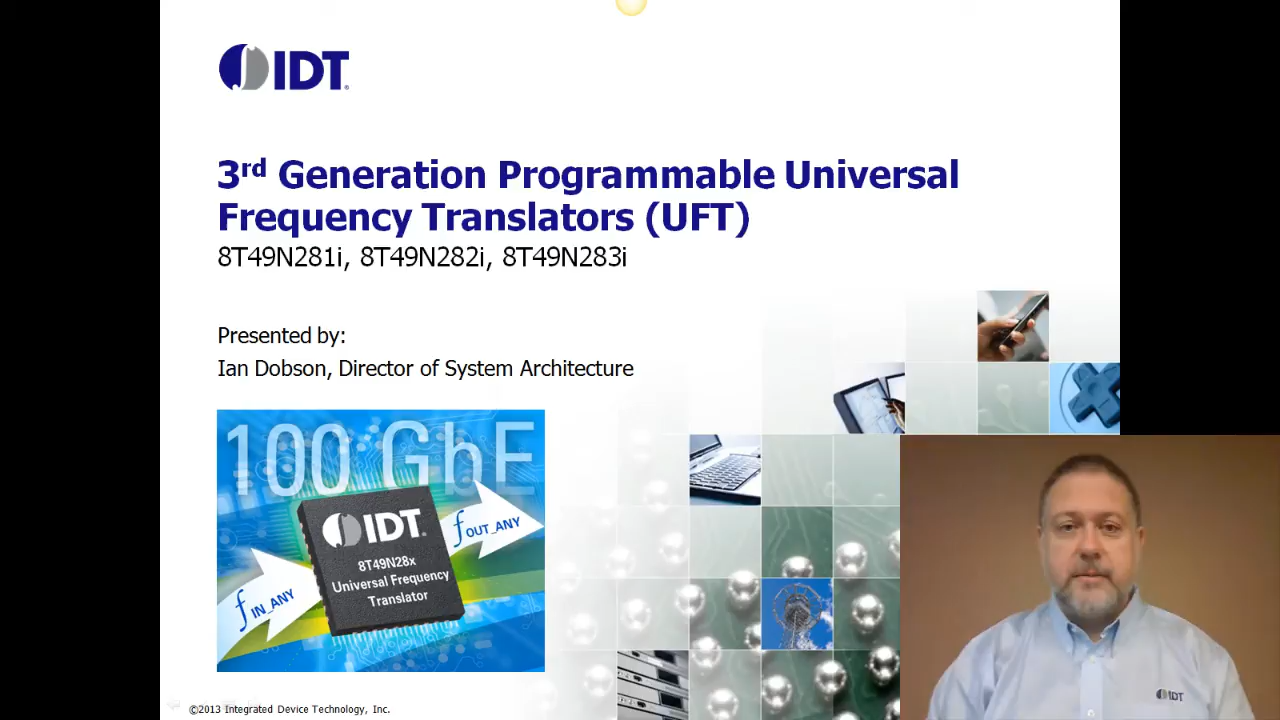 IDT
3rd Generation Programmable Universal
Frequency Translators (UFT)
8T49N281i, 8T49N282i, 8T49N283i
Presented by:
Ian Dobson, Director of System Architecture
100 GbE
IDT
8T49N28x
Universal Frequency
Translator
fIN_ANY
fOUT_ANY
IDT
©2013 Integrated Device Technology, Inc.